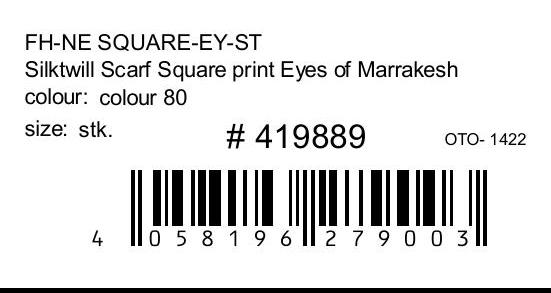 FH-NE SQUARE-EY-ST
Silktwill Scarf Square print Eyes of Marrakesh
colour: colour 80
size: stk.
# 419889
OTO- 1422
4 058196 279003